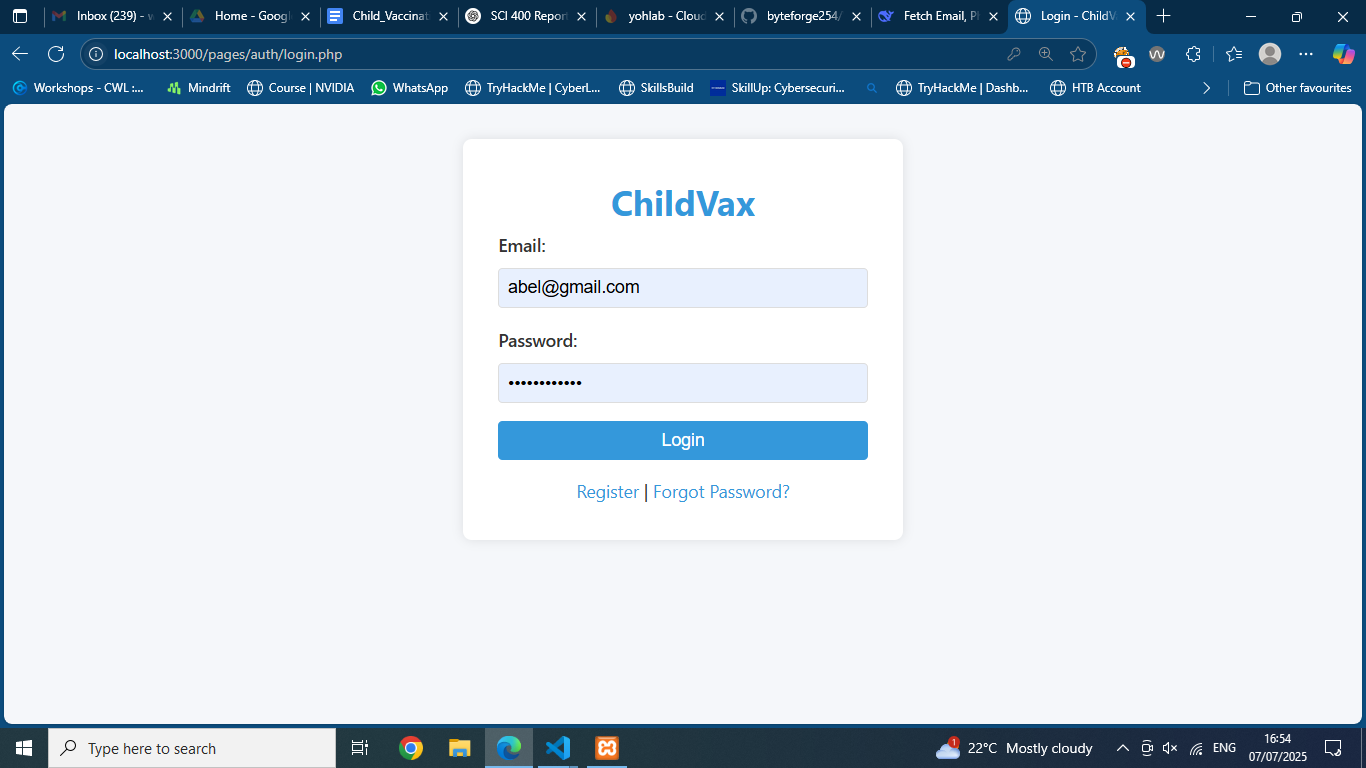 Inbox (239) - w
Home - Googl
Child_Vaccinat
SCI 400 Report
yohlab - Cloud
byteforge254/
Fetch Email, Ph
Login - ChildVa
localhost:3000/pages/auth/login.php
Workshops - CWL :...
Mindrift
Course | NVIDIA
WhatsApp
TryHackMe | CyberL...
SkillsBuild
SkillUp: Cybersecuri...
TryHackMe | Dashb...
HTB Account
Other favourites
ChildVax
Email:
abel@gmail.com
Password:
••••••••••••
Login
Register | Forgot Password?
Type here to search
1
22°C Mostly cloudy
ENG
16:54
07/07/2025